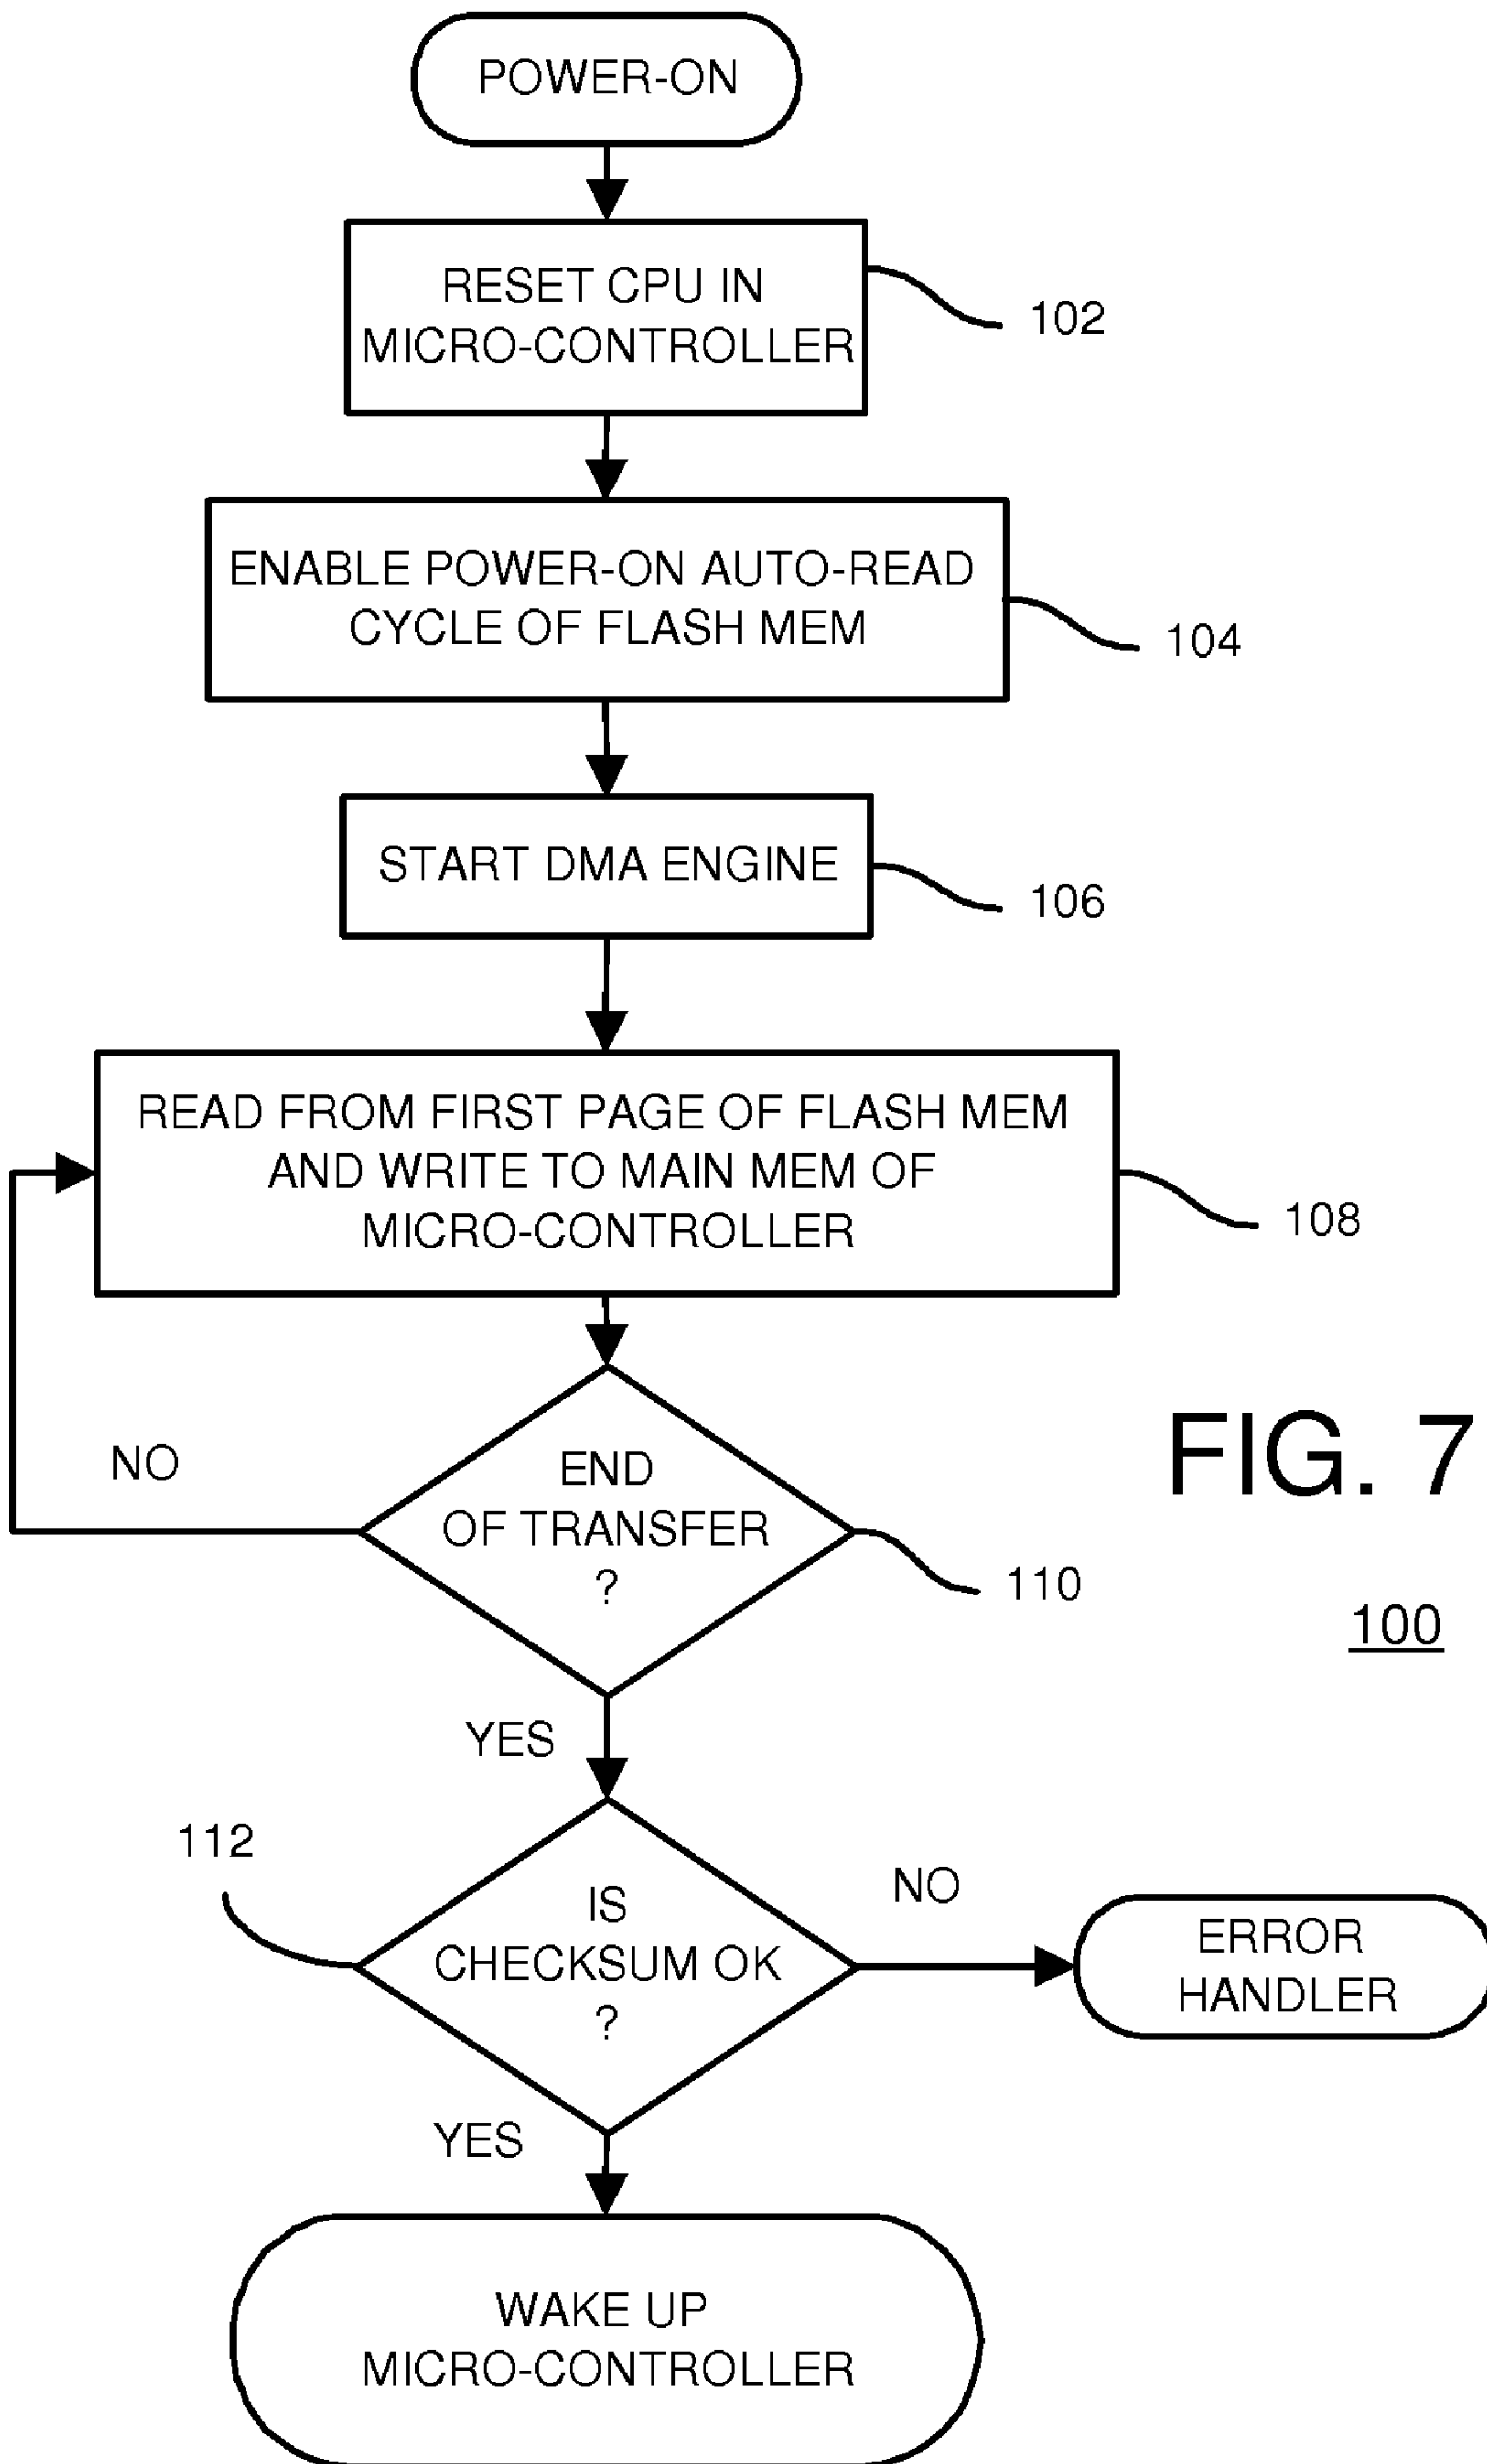 POWER-ON
RESET CPU IN
MICRO-CONTROLLER
102
ENABLE POWER-ON AUTO-READ
CYCLE OF FLASH MEM
104
START DMA ENGINE
106
READ FROM FIRST PAGE OF FLASH MEM
AND WRITE TO MAIN MEM OF
MICRO-CONTROLLER
108
NO
END
OF TRANSFER
?
110
FIG. 7
100
YES
112
IS
CHECKSUM OK
?
NO
ERROR
HANDLER
YES
WAKE UP
MICRO-CONTROLLER